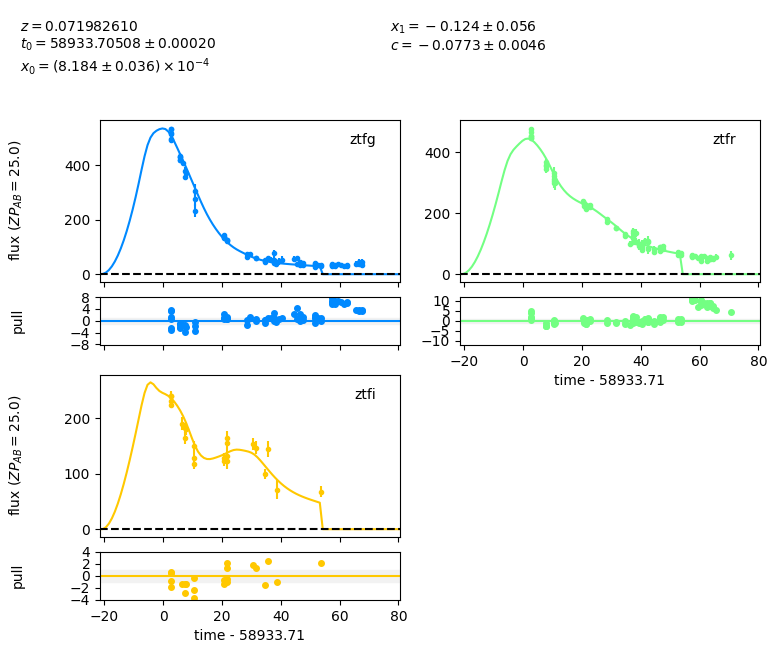 z = 0.071982610
t₀ = 58933.70508 ± 0.00020
x₀ = (8.184 ± 0.036) × 10⁻⁴
x₁ = −0.124 ± 0.056
c = −0.0773 ± 0.0046
ztfg
flux (ZP_AB = 25.0)
400
200
0
pull
8
4
0
−4
−8
ztfr
400
200
0
10
5
0
−5
−10
−20 0 20 40 60 80
time - 58933.71
ztfi
flux (ZP_AB = 25.0)
200
100
0
pull
4
2
0
−2
−4
−20 0 20 40 60 80
time - 58933.71